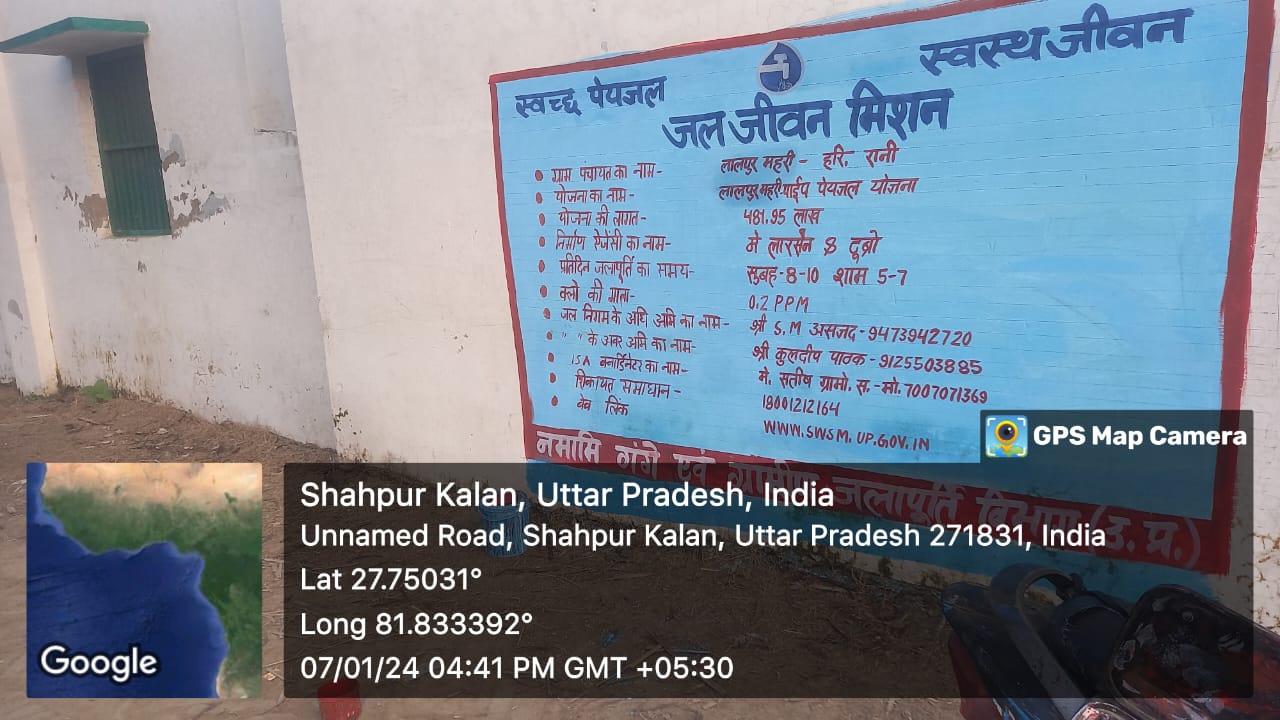 स्वच्छ पेयजल
स्वस्थ जीवन
जल जीवन मिशन
ग्राम पंचायत का नाम- लालपुर महरी - हरि. रानी
योजना का नाम- लालपुर महरी पाईप पेयजल योजना
योजना की लागत- 481.95 लाख
निर्माण ऐजेंसी का नाम- मे लारसेन & टूब्रो
प्रतिदिन जलापूर्ति का समय- सुबह-8-10 शाम 5-7
क्लो की मात्रा- 0.2 PPM
जल निगम के अधि अभि का नाम- श्री S.M असजद-9473942720
" " के अवर अभि का नाम- श्री कुलदीप पाठक-9125503885
ISA क्वार्डिनेटर का नाम- मे. सतीष ग्रामो. स.-मो. 7007071369
शिकायत समाधान- 18001212164
वेब लिंक WWW.SWSM.UP.GOV.IN
नमामि गंगे एवं ग्रामीण जलापूर्ति विभाग (उ. प्र.)
GPS Map Camera
Shahpur Kalan, Uttar Pradesh, India
Unnamed Road, Shahpur Kalan, Uttar Pradesh 271831, India
Lat 27.75031°
Long 81.833392°
07/01/24 04:41 PM GMT +05:30
Google